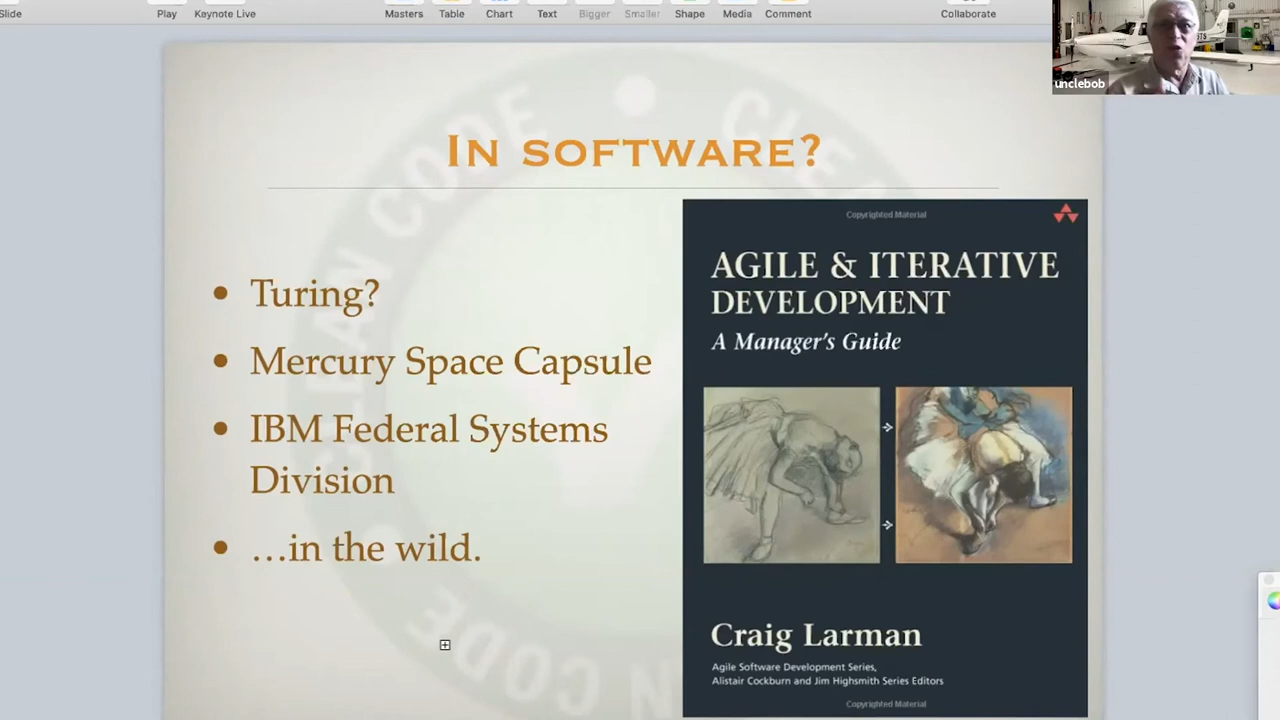 Slide
Play
Keynote Live
Masters
Table
Chart
Text
Bigger
Smaller
Shape
Media
Comment
Collaborate
unclebob
CLEAN CODE
IN SOFTWARE?
• Turing?
• Mercury Space Capsule
• IBM Federal Systems
Division
• …in the wild.
Copyrighted Material
AGILE & ITERATIVE
DEVELOPMENT
A Manager's Guide
Craig Larman
Agile Software Development Series,
Alistair Cockburn and Jim Highsmith Series Editors
Copyrighted Material